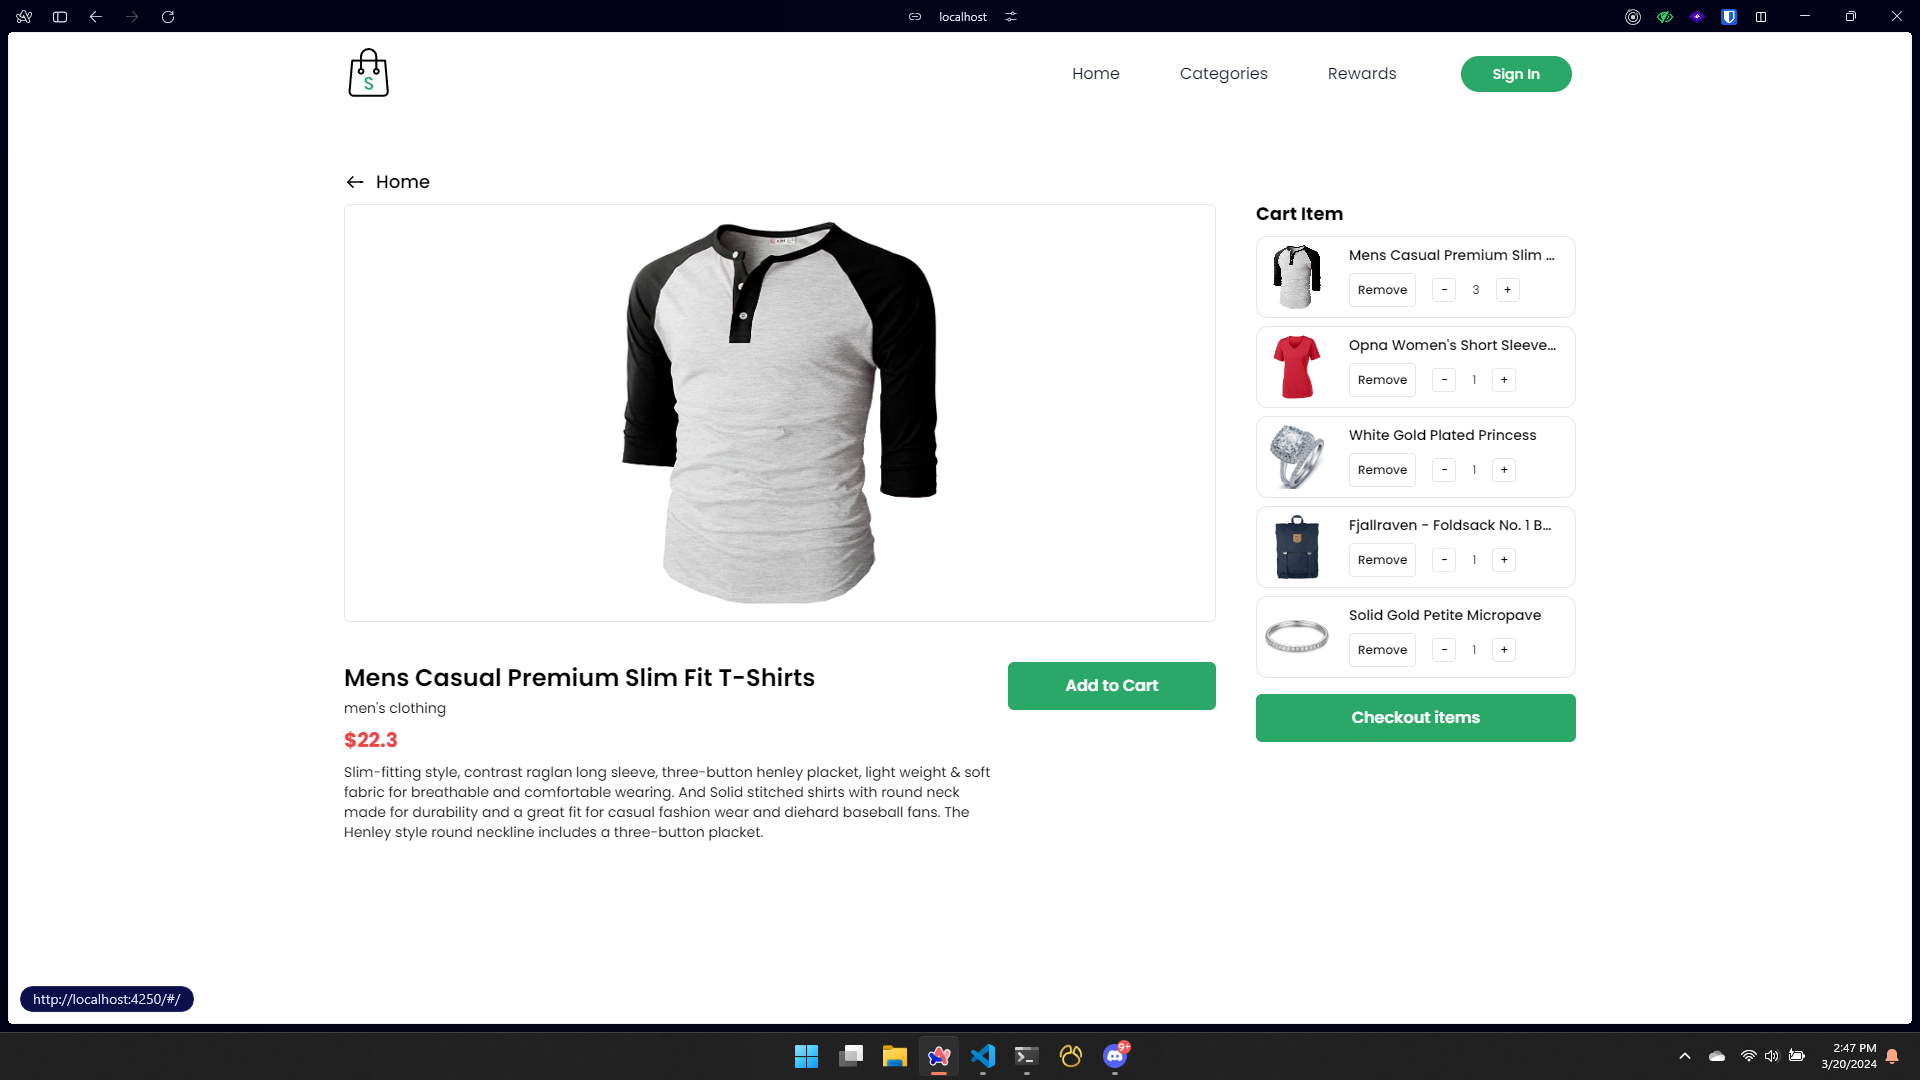 localhost
S
Home
Categories
Rewards
Sign In
Home
Cart Item
Mens Casual Premium Slim ...
Remove
-
3
+
Opna Women's Short Sleeve...
Remove
-
1
+
White Gold Plated Princess
Remove
-
1
+
Fjallraven - Foldsack No. 1 B...
Remove
-
1
+
Solid Gold Petite Micropave
Remove
-
1
+
Checkout items
Mens Casual Premium Slim Fit T-Shirts
Add to Cart
men's clothing
$22.3
Slim-fitting style, contrast raglan long sleeve, three-button henley placket, light weight & soft
fabric for breathable and comfortable wearing. And Solid stitched shirts with round neck
made for durability and a great fit for casual fashion wear and diehard baseball fans. The
Henley style round neckline includes a three-button placket.
http://localhost:4250/#/
9+
2:47 PM
3/20/2024